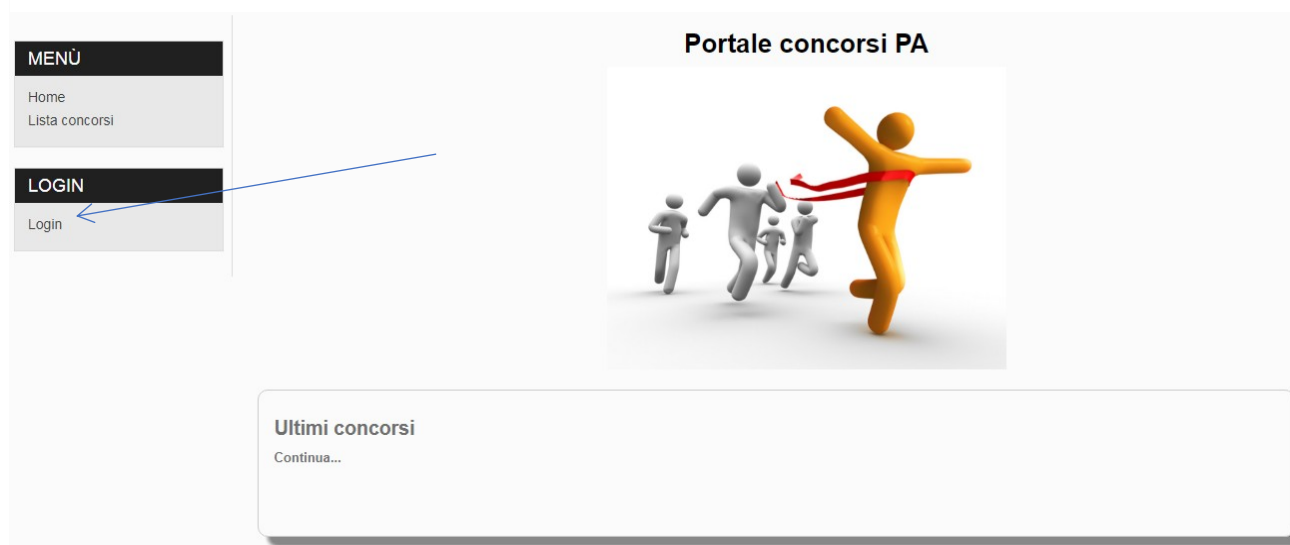 MENÙ
Home
Lista concorsi
LOGIN
Login
Portale concorsi PA
Ultimi concorsi
Continua...